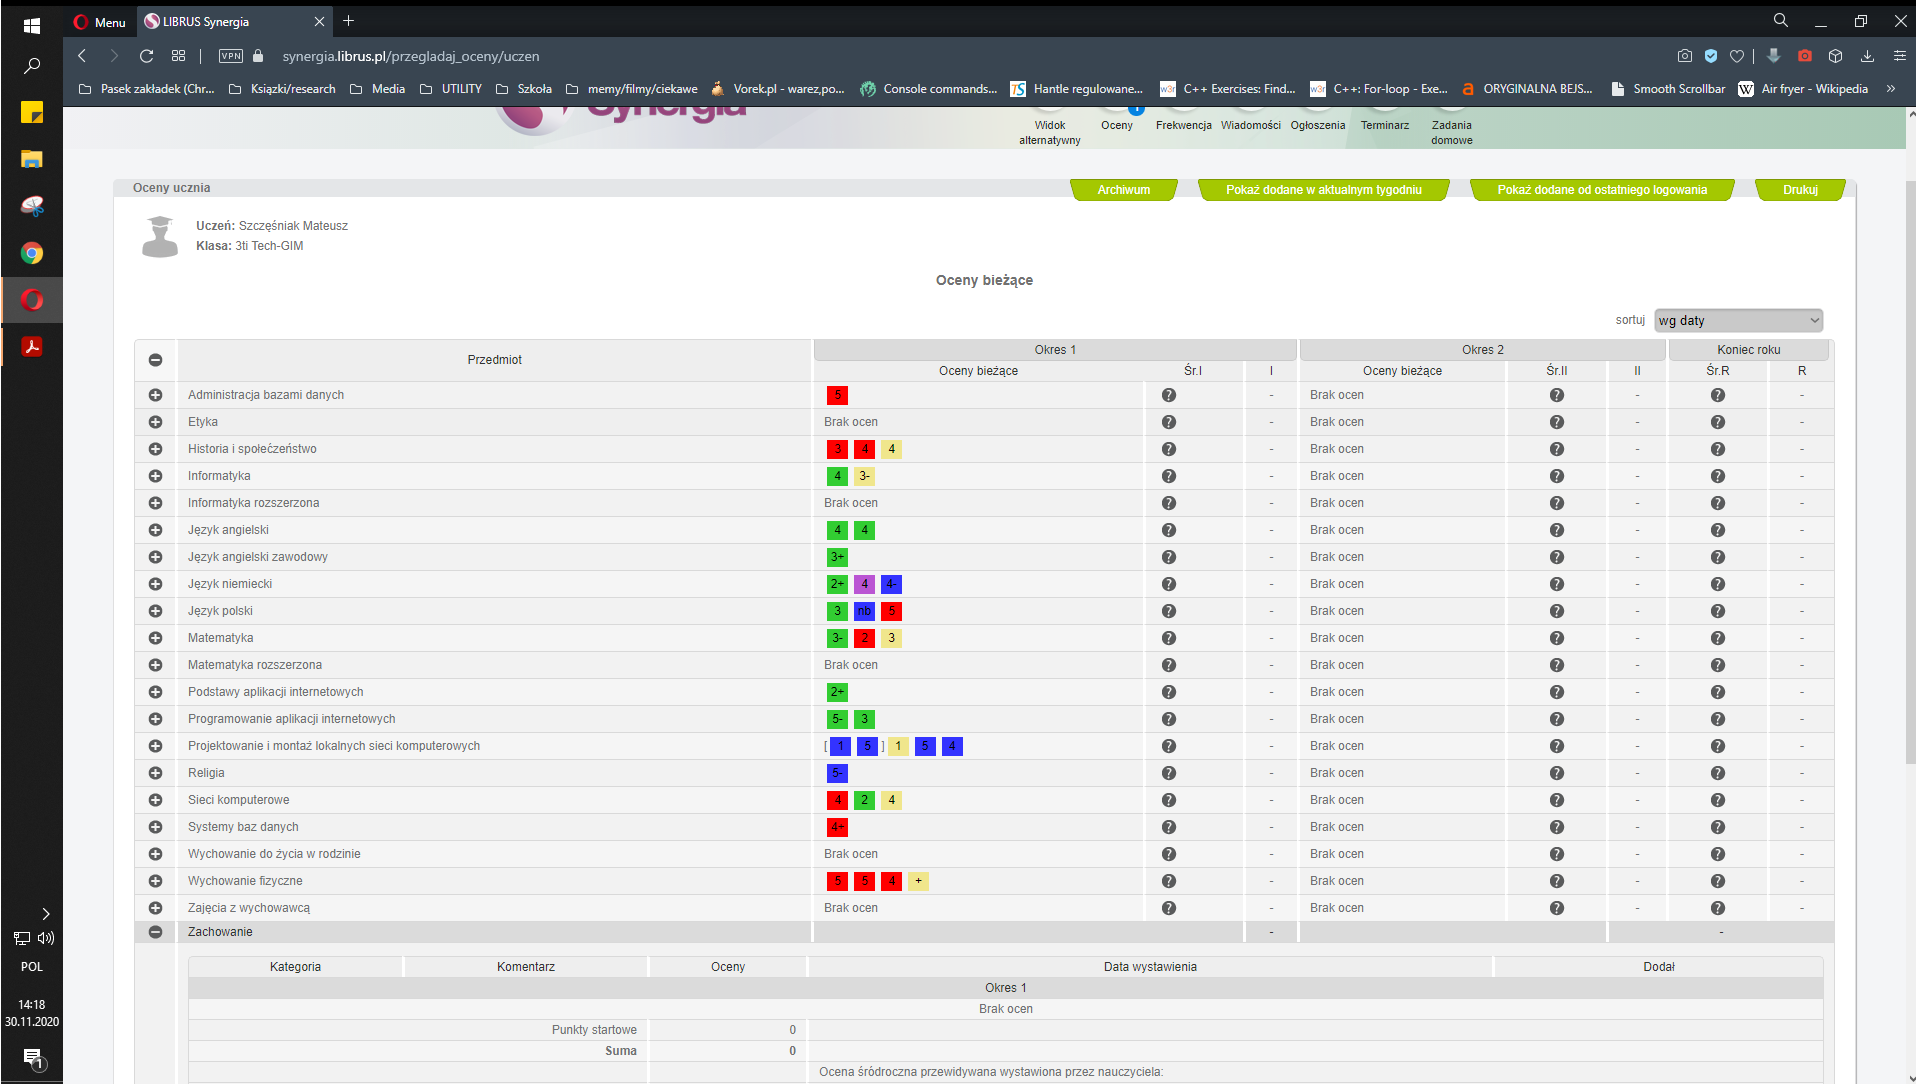 Menu LIBRUS Synergia
VPN synergia.librus.pl/przegladaj_oceny/uczen
Pasek zakładek (Chr... Ksiązki/research Media UTILITY Szkoła memy/filmy/ciekawe Vorek.pl - warez,po... Console commands... Hantle regulowane... C++ Exercises: Find... C++: For-loop - Exe... ORYGINALNA BEJS... Smooth Scrollbar Air fryer - Wikipedia »
Synergia
Widok alternatywny Oceny Frekwencja Wiadomości Ogłoszenia Terminarz Zadania domowe
Oceny ucznia Archiwum Pokaż dodane w aktualnym tygodniu Pokaż dodane od ostatniego logowania Drukuj
Uczeń: Szcześniak Mateusz
Klasa: 3ti Tech-GIM
Oceny bieżące
sortuj wg daty
Przedmiot Okres 1 Okres 2 Koniec roku
Oceny bieżące Śr.I I Oceny bieżące Śr.II II Śr.R R
Administracja bazami danych 5 ? - Brak ocen ? - ? -
Etyka Brak ocen ? - Brak ocen ? - ? -
Historia i społeczeństwo 3 4 4 ? - Brak ocen ? - ? -
Informatyka 4 3- ? - Brak ocen ? - ? -
Informatyka rozszerzona Brak ocen ? - Brak ocen ? - ? -
Język angielski 4 4 ? - Brak ocen ? - ? -
Język angielski zawodowy 3+ ? - Brak ocen ? - ? -
Język niemiecki 2+ 4 4- ? - Brak ocen ? - ? -
Język polski 3 nb 5 ? - Brak ocen ? - ? -
Matematyka 3- 2 3 ? - Brak ocen ? - ? -
Matematyka rozszerzona Brak ocen ? - Brak ocen ? - ? -
Podstawy aplikacji internetowych 2+ ? - Brak ocen ? - ? -
Programowanie aplikacji internetowych 5- 3 ? - Brak ocen ? - ? -
Projektowanie i montaż lokalnych sieci komputerowych [ 1 5 ] 1 5 4 ? - Brak ocen ? - ? -
Religia 5- ? - Brak ocen ? - ? -
Sieci komputerowe 4 2 4 ? - Brak ocen ? - ? -
Systemy baz danych 4+ ? - Brak ocen ? - ? -
Wychowanie do życia w rodzinie Brak ocen ? - Brak ocen ? - ? -
Wychowanie fizyczne 5 5 4 + ? - Brak ocen ? - ? -
Zajęcia z wychowawcą Brak ocen ? - Brak ocen ? - ? -
Zachowanie - -
Kategoria Komentarz Oceny Data wystawienia Dodał
Okres 1
Brak ocen
Punkty startowe 0
Suma 0
Ocena śródroczna przewidywana wystawiona przez nauczyciela:
POL
14:18
30.11.2020
1